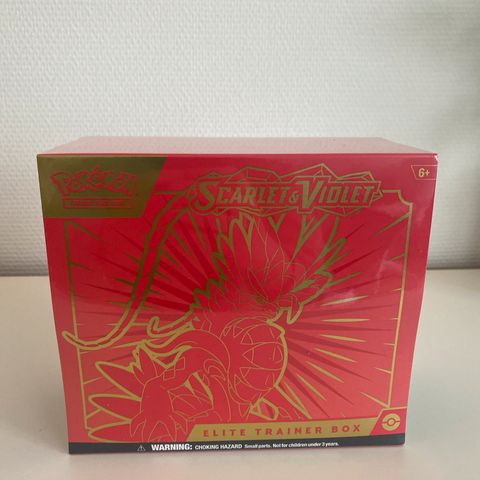 Pokémon
SCARLET & VIOLET
6+
ELITE TRAINER BOX
WARNING: CHOKING HAZARD Small parts. Not for children under 3 years.